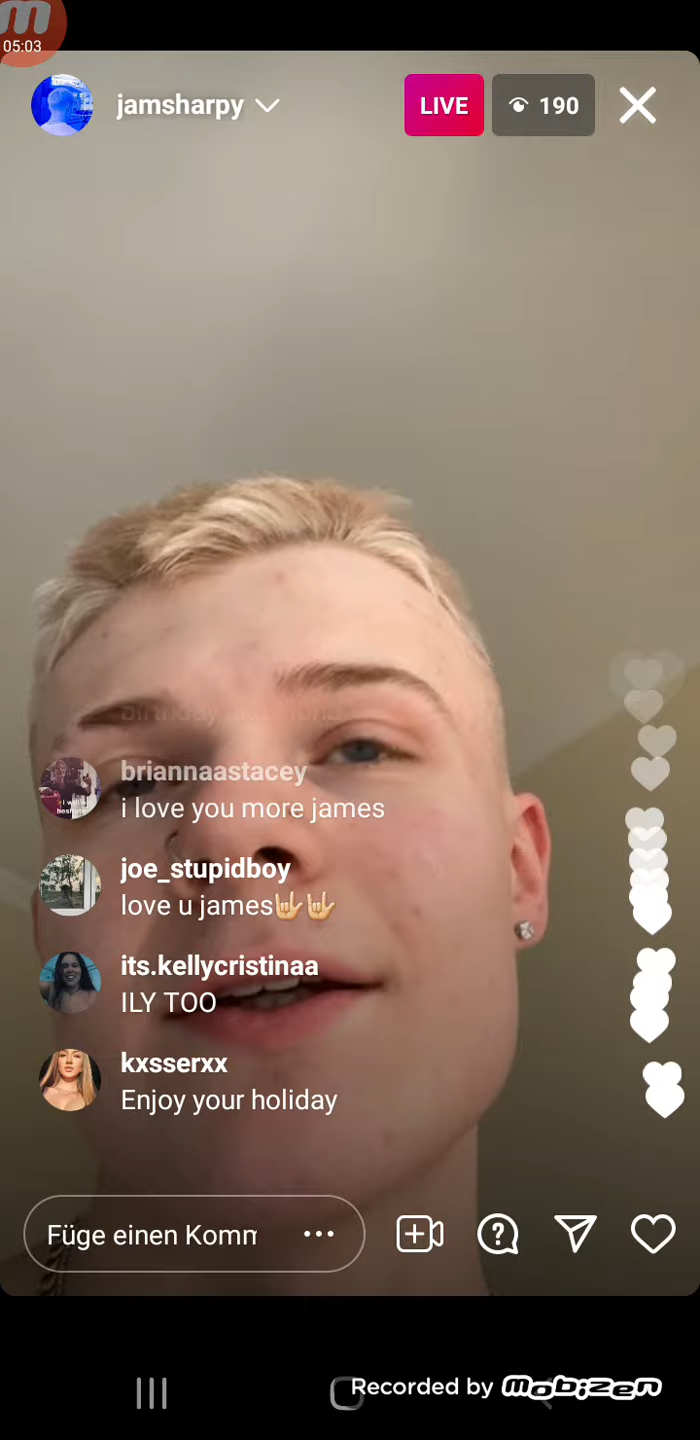 05:03
jamsharpy
LIVE
190
briannaastacey
i love you more james
joe_stupidboy
love u james🤟🤟
its.kellycristinaa
ILY TOO
kxsserxx
Enjoy your holiday
Füge einen Komm
Recorded by mobizen